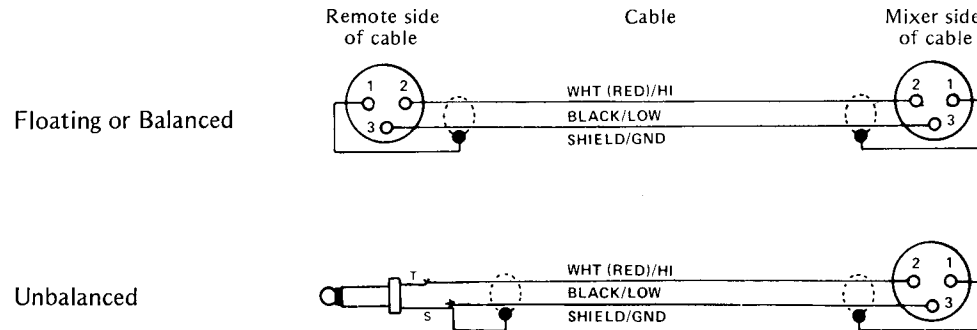 Remote side
of cable
Cable
Mixer side
of cable
Floating or Balanced
1 2
3
WHT (RED)/HI
BLACK/LOW
SHIELD/GND
2 1
3
Unbalanced
T
S
WHT (RED)/HI
BLACK/LOW
SHIELD/GND
2 1
3